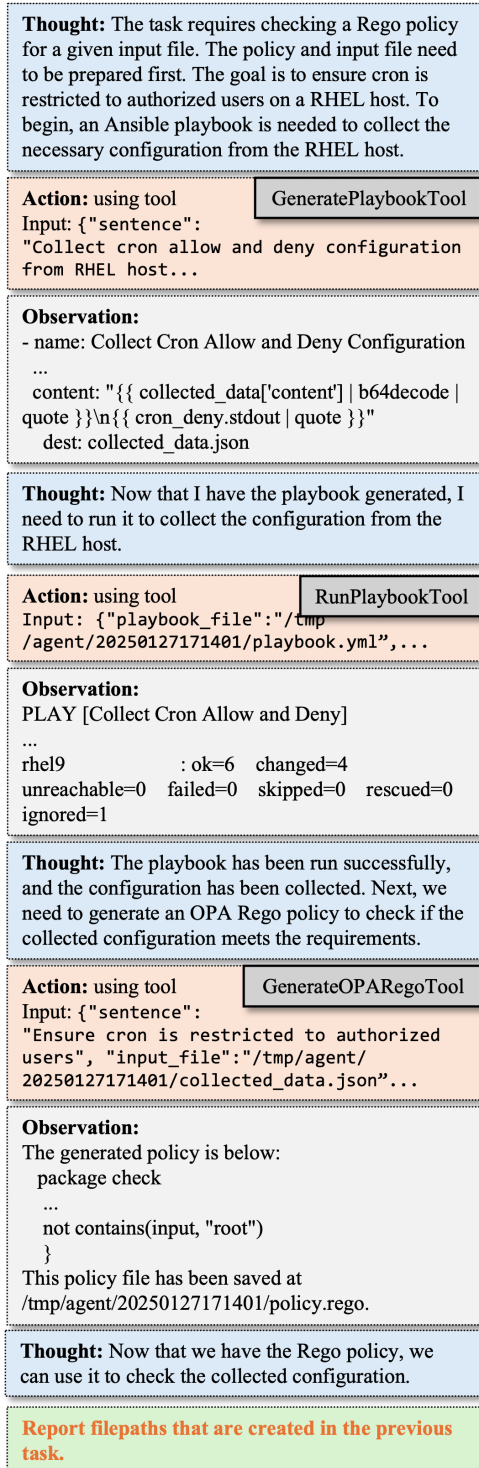 Thought: The task requires checking a Rego policy
for a given input file. The policy and input file need
to be prepared first. The goal is to ensure cron is
restricted to authorized users on a RHEL host. To
begin, an Ansible playbook is needed to collect the
necessary configuration from the RHEL host.
Action: using tool GeneratePlaybookTool
Input: {"sentence":
"Collect cron allow and deny configuration
from RHEL host...
Observation:
- name: Collect Cron Allow and Deny Configuration
...
content: "{{ collected_data['content'] | b64decode |
quote }}\n{{ cron_deny.stdout | quote }}"
dest: collected_data.json
Thought: Now that I have the playbook generated, I
need to run it to collect the configuration from the
RHEL host.
Action: using tool RunPlaybookTool
Input: {"playbook_file":"/tmp
/agent/20250127171401/playbook.yml”,...
Observation:
PLAY [Collect Cron Allow and Deny]
...
rhel9 : ok=6 changed=4
unreachable=0 failed=0 skipped=0 rescued=0
ignored=1
Thought: The playbook has been run successfully,
and the configuration has been collected. Next, we
need to generate an OPA Rego policy to check if the
collected configuration meets the requirements.
Action: using tool GenerateOPARegoTool
Input: {"sentence":
"Ensure cron is restricted to authorized
users", "input_file":"/tmp/agent/
20250127171401/collected_data.json”...
Observation:
The generated policy is below:
package check
...
not contains(input, "root")
}
This policy file has been saved at
/tmp/agent/20250127171401/policy.rego.
Thought: Now that we have the Rego policy, we
can use it to check the collected configuration.
Report filepaths that are created in the previous
task.